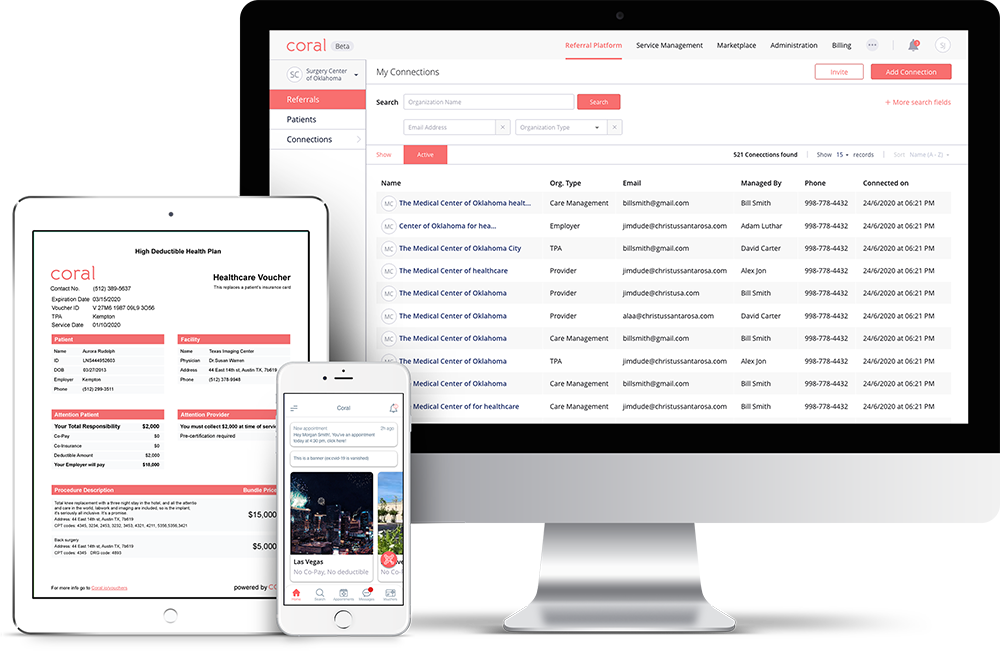 coral Beta
Referral Platform Service Management Marketplace Administration Billing
SC Surgery Center of Oklahoma
My Connections
Invite Add Connection
Referrals
Patients
Connections
Search Organization Name Search + More search fields
Email Address Organization Type
Show Active 521 Conecctions found Show 15 records Sort Name (A - Z)
Name Org. Type Email Managed By Phone Connected on
MC The Medical Center of Oklahoma healt... Care Management billsmith@gmail.com Bill Smith 998-778-4432 24/6/2020 at 06:21 PM
MC Center of Oklahoma for hea... Employer jimdude@christussantarosa.com Adam Luthar 998-778-4432 24/6/2020 at 06:21 PM
MC The Medical Center of Oklahoma City TPA billsmith@gmail.com David Carter 998-778-4432 24/6/2020 at 06:21 PM
MC The Medical Center of healthcare Provider jimdude@christussantarosa.com Alex Jon 998-778-4432 24/6/2020 at 06:21 PM
MC The Medical Center of Oklahoma Provider jimdude@christusa.com Bill Smith 998-778-4432 24/6/2020 at 06:21 PM
MC The Medical Center of Oklahoma Provider alaa@christussantarosa.com David Carter 998-778-4432 24/6/2020 at 06:21 PM
MC The Medical Center of Oklahoma Care Management billsmith@gmail.com Bill Smith 998-778-4432 24/6/2020 at 06:21 PM
The Medical Center of Oklahoma TPA jimdude@christussantarosa.com Alex Jon 998-778-4432 24/6/2020 at 06:21 PM
Medical Center of Oklahoma Care Management billsmith@gmail.com Bill Smith 998-778-4432 24/6/2020 at 06:21 PM
Medical Center of for healthcare Care Management jimdude@christussantarosa.com Bill Smith 998-778-4432 24/6/2020 at 06:21 PM
High Deductible Health Plan
coral
Healthcare Voucher
This replaces a patient's insurance card
Contact No. (512) 389-5637
Expiration Date 03/15/2020
Voucher ID V 27M6 1987 09L9 3O56
TPA Kempton
Service Date 01/10/2020
Patient
Name Aurora Rudolph
ID LNS444952603
DOB 03/27/2013
Employer Kempton
Phone (512) 299-3511
Facility
Name Texas Imaging Center
Physician Dr Susan Warren
Address 44 East 14th st, Austin TX, 7b619
Phone (512) 378-8948
Attention Patient
Your Total Responsibility $2,000
Co-Pay $0
Co-Insurance $0
Deductible Amount $2,000
Your Employer will pay $18,000
Attention Provider
You must collect $2,000 at time of servic
Pre-certification required
Procedure Description Bundle Price
Total knee replacement with a three night stay in the hotel, and all the attentio
and care in the world, labwork and imaging are included, so is the implant,
it's seriously all inclusive. It's a promise.
Address: 44 East 14th st, Austin TX, 7b619
CPT codes: 4345, 3234, 2453, 3232, 3453, 4321, 4211, 5356,5356,3421
$15,000
Back surgery
Address: 44 East 14th st, Austin TX, 7b619
CPT codes: 4345 DRG code: 4893
$5,000
For more info go to Coral.io/vouchers
powered by CO
Coral
New appointment 2h ago
Hey Morgan Smith!, You've an appointment
today at 4:30 pm, click here!
This is a banner (ex:covid-19 is vanished)
Las Vegas
No Co-Pay, No deductible
ve
No Co-
Home Search Appointments Messages Vouchers